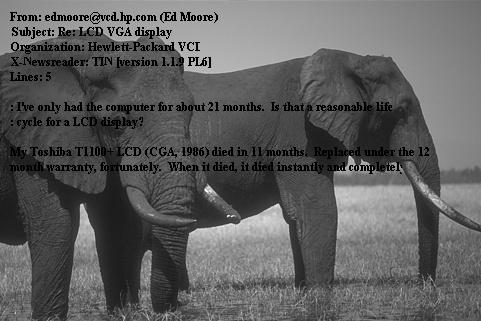 From: edmoore@vcd.hp.com (Ed Moore)
Subject: Re: LCD VGA display
Organization: Hewlett-Packard VCI
X-Newsreader: TIN [version 1.1.9 PL6]
Lines: 5
: I've only had the computer for about 21 months. Is that a reasonable life
: cycle for a LCD display?
My Toshiba T1100+ LCD (CGA, 1986) died in 11 months. Replaced under the 12
month warranty, fortunately. When it died, it died instantly and completel